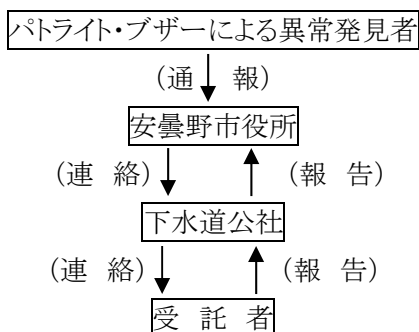 パトライト・ブザーによる異常発見者
（通 報）
安曇野市役所
（連 絡） （報 告）
下水道公社
（連 絡） （報 告）
受 託 者